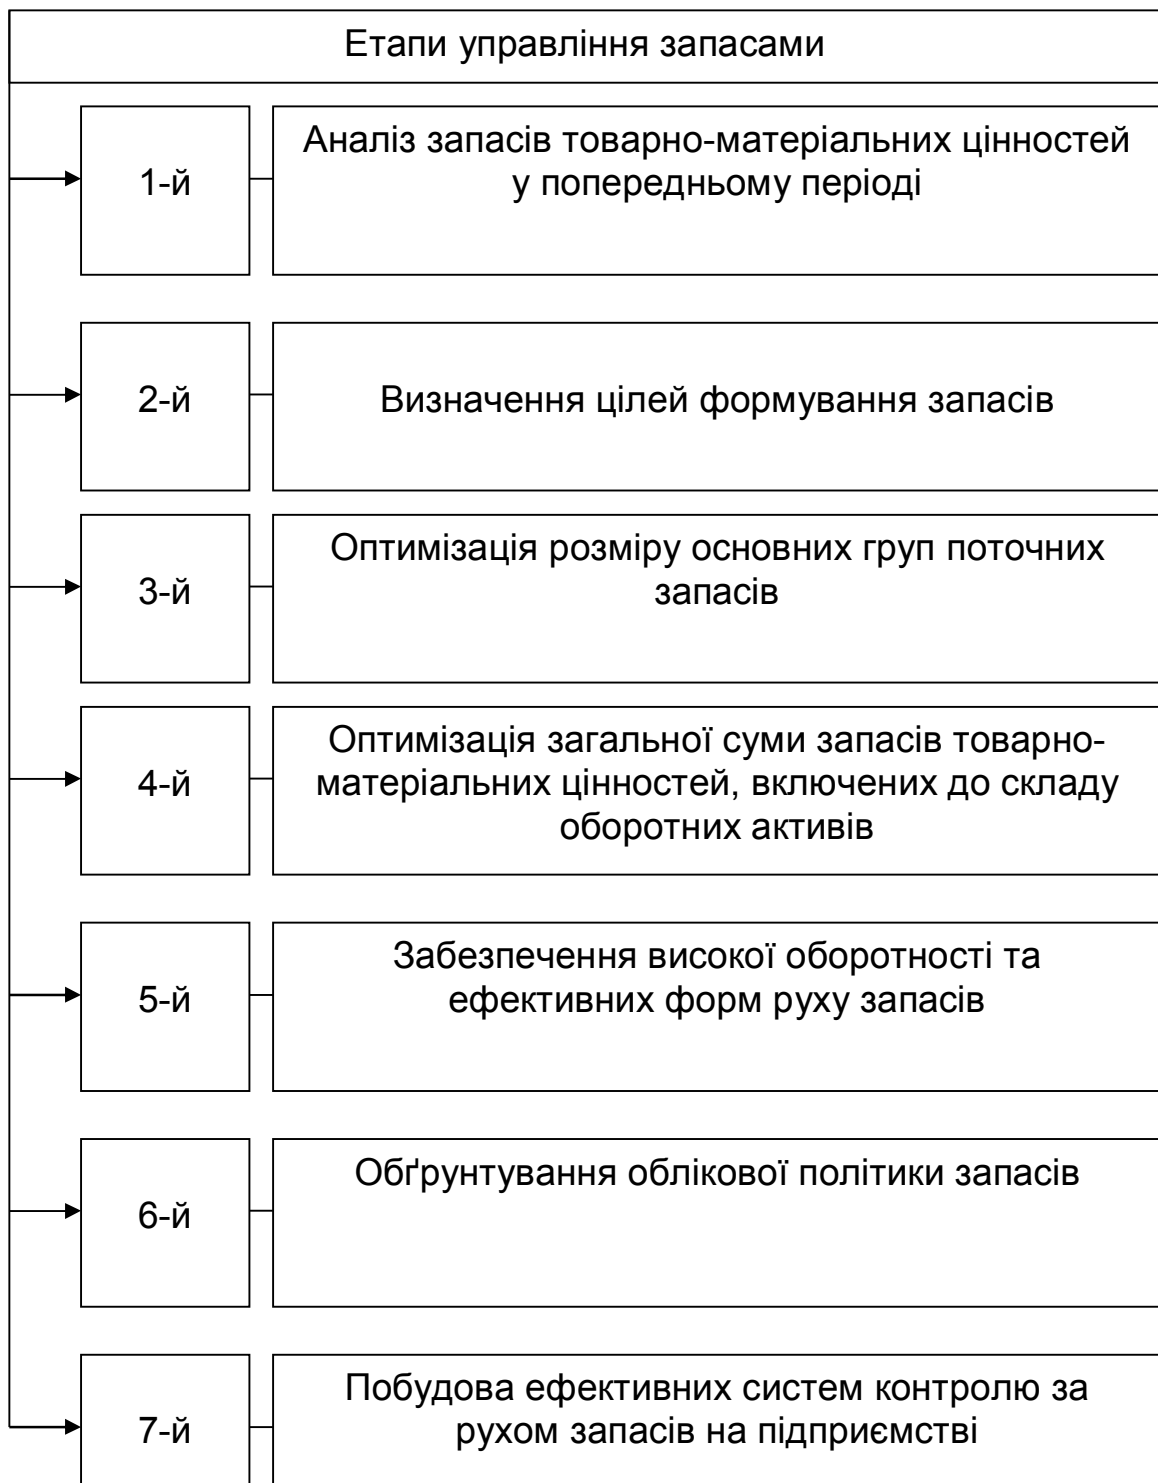 Етапи управління запасами
1-й
Аналіз запасів товарно-матеріальних цінностей
у попередньому періоді
2-й
Визначення цілей формування запасів
3-й
Оптимізація розміру основних груп поточних
запасів
4-й
Оптимізація загальної суми запасів товарно-
матеріальних цінностей, включених до складу
оборотних активів
5-й
Забезпечення високої оборотності та
ефективних форм руху запасів
6-й
Обґрунтування облікової політики запасів
7-й
Побудова ефективних систем контролю за
рухом запасів на підприємстві